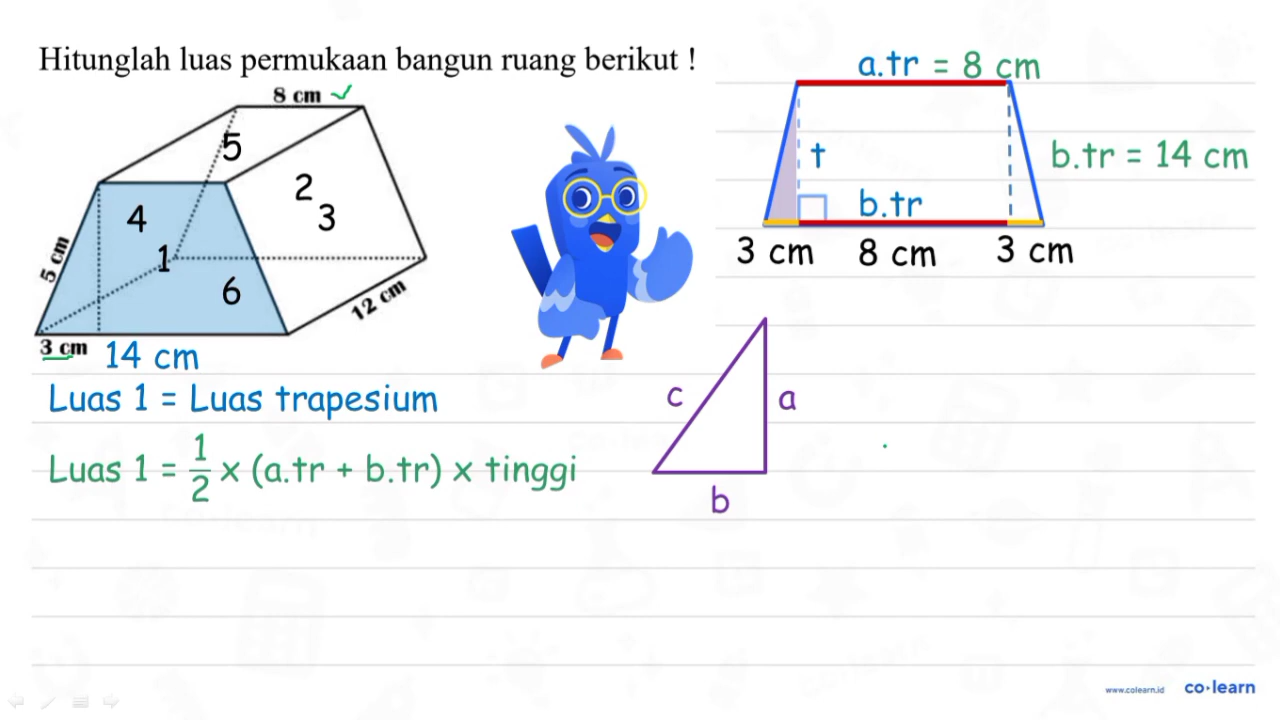 Hitunglah luas permukaan bangun ruang berikut !
8 cm ✓
5
2
3
4
1
6
5 cm
12 cm
3 cm
14 cm
a.tr = 8 cm
t
b.tr = 14 cm
b.tr
3 cm 8 cm 3 cm
Luas 1 = Luas trapesium
Luas 1 = 1/2 x (a.tr + b.tr) x tinggi
c
a
b
www.colearn.id co·learn